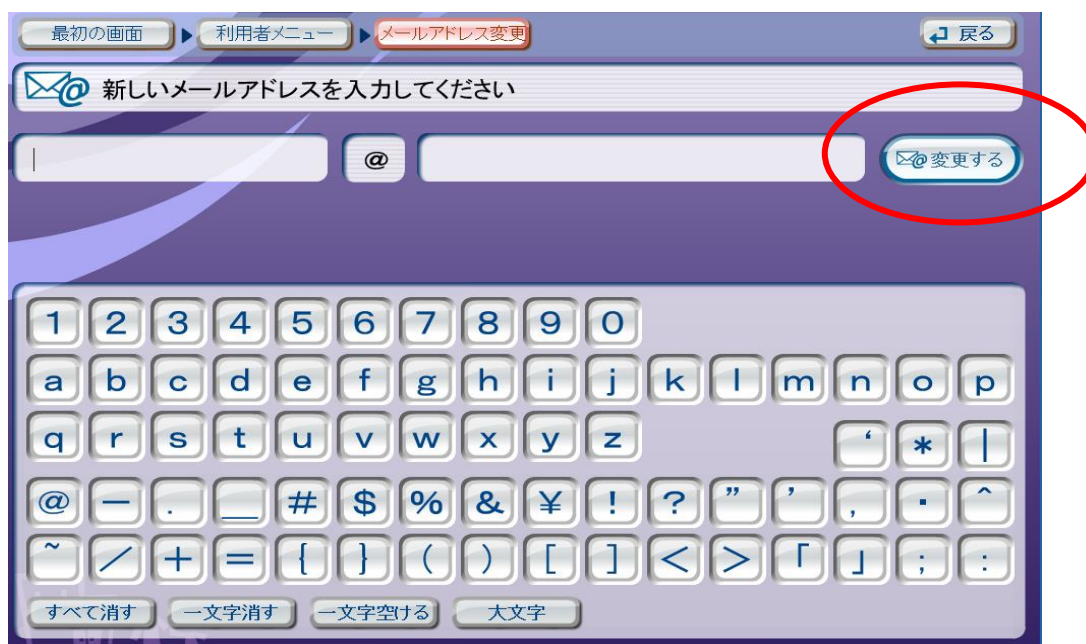 最初の画面 利用者メニュー メールアドレス変更 戻る
新しいメールアドレスを入力してください
@ 変更する
1 2 3 4 5 6 7 8 9 0
a b c d e f g h i j k l m n o p
q r s t u v w x y z ‘ * |
@ － . ＿ # $ % & ¥ ! ? ” ’ , ・ ^
~ ／ + = { } ( ) [ ] < > 「 」 ; :
すべて消す 一文字消す 一文字空ける 大文字